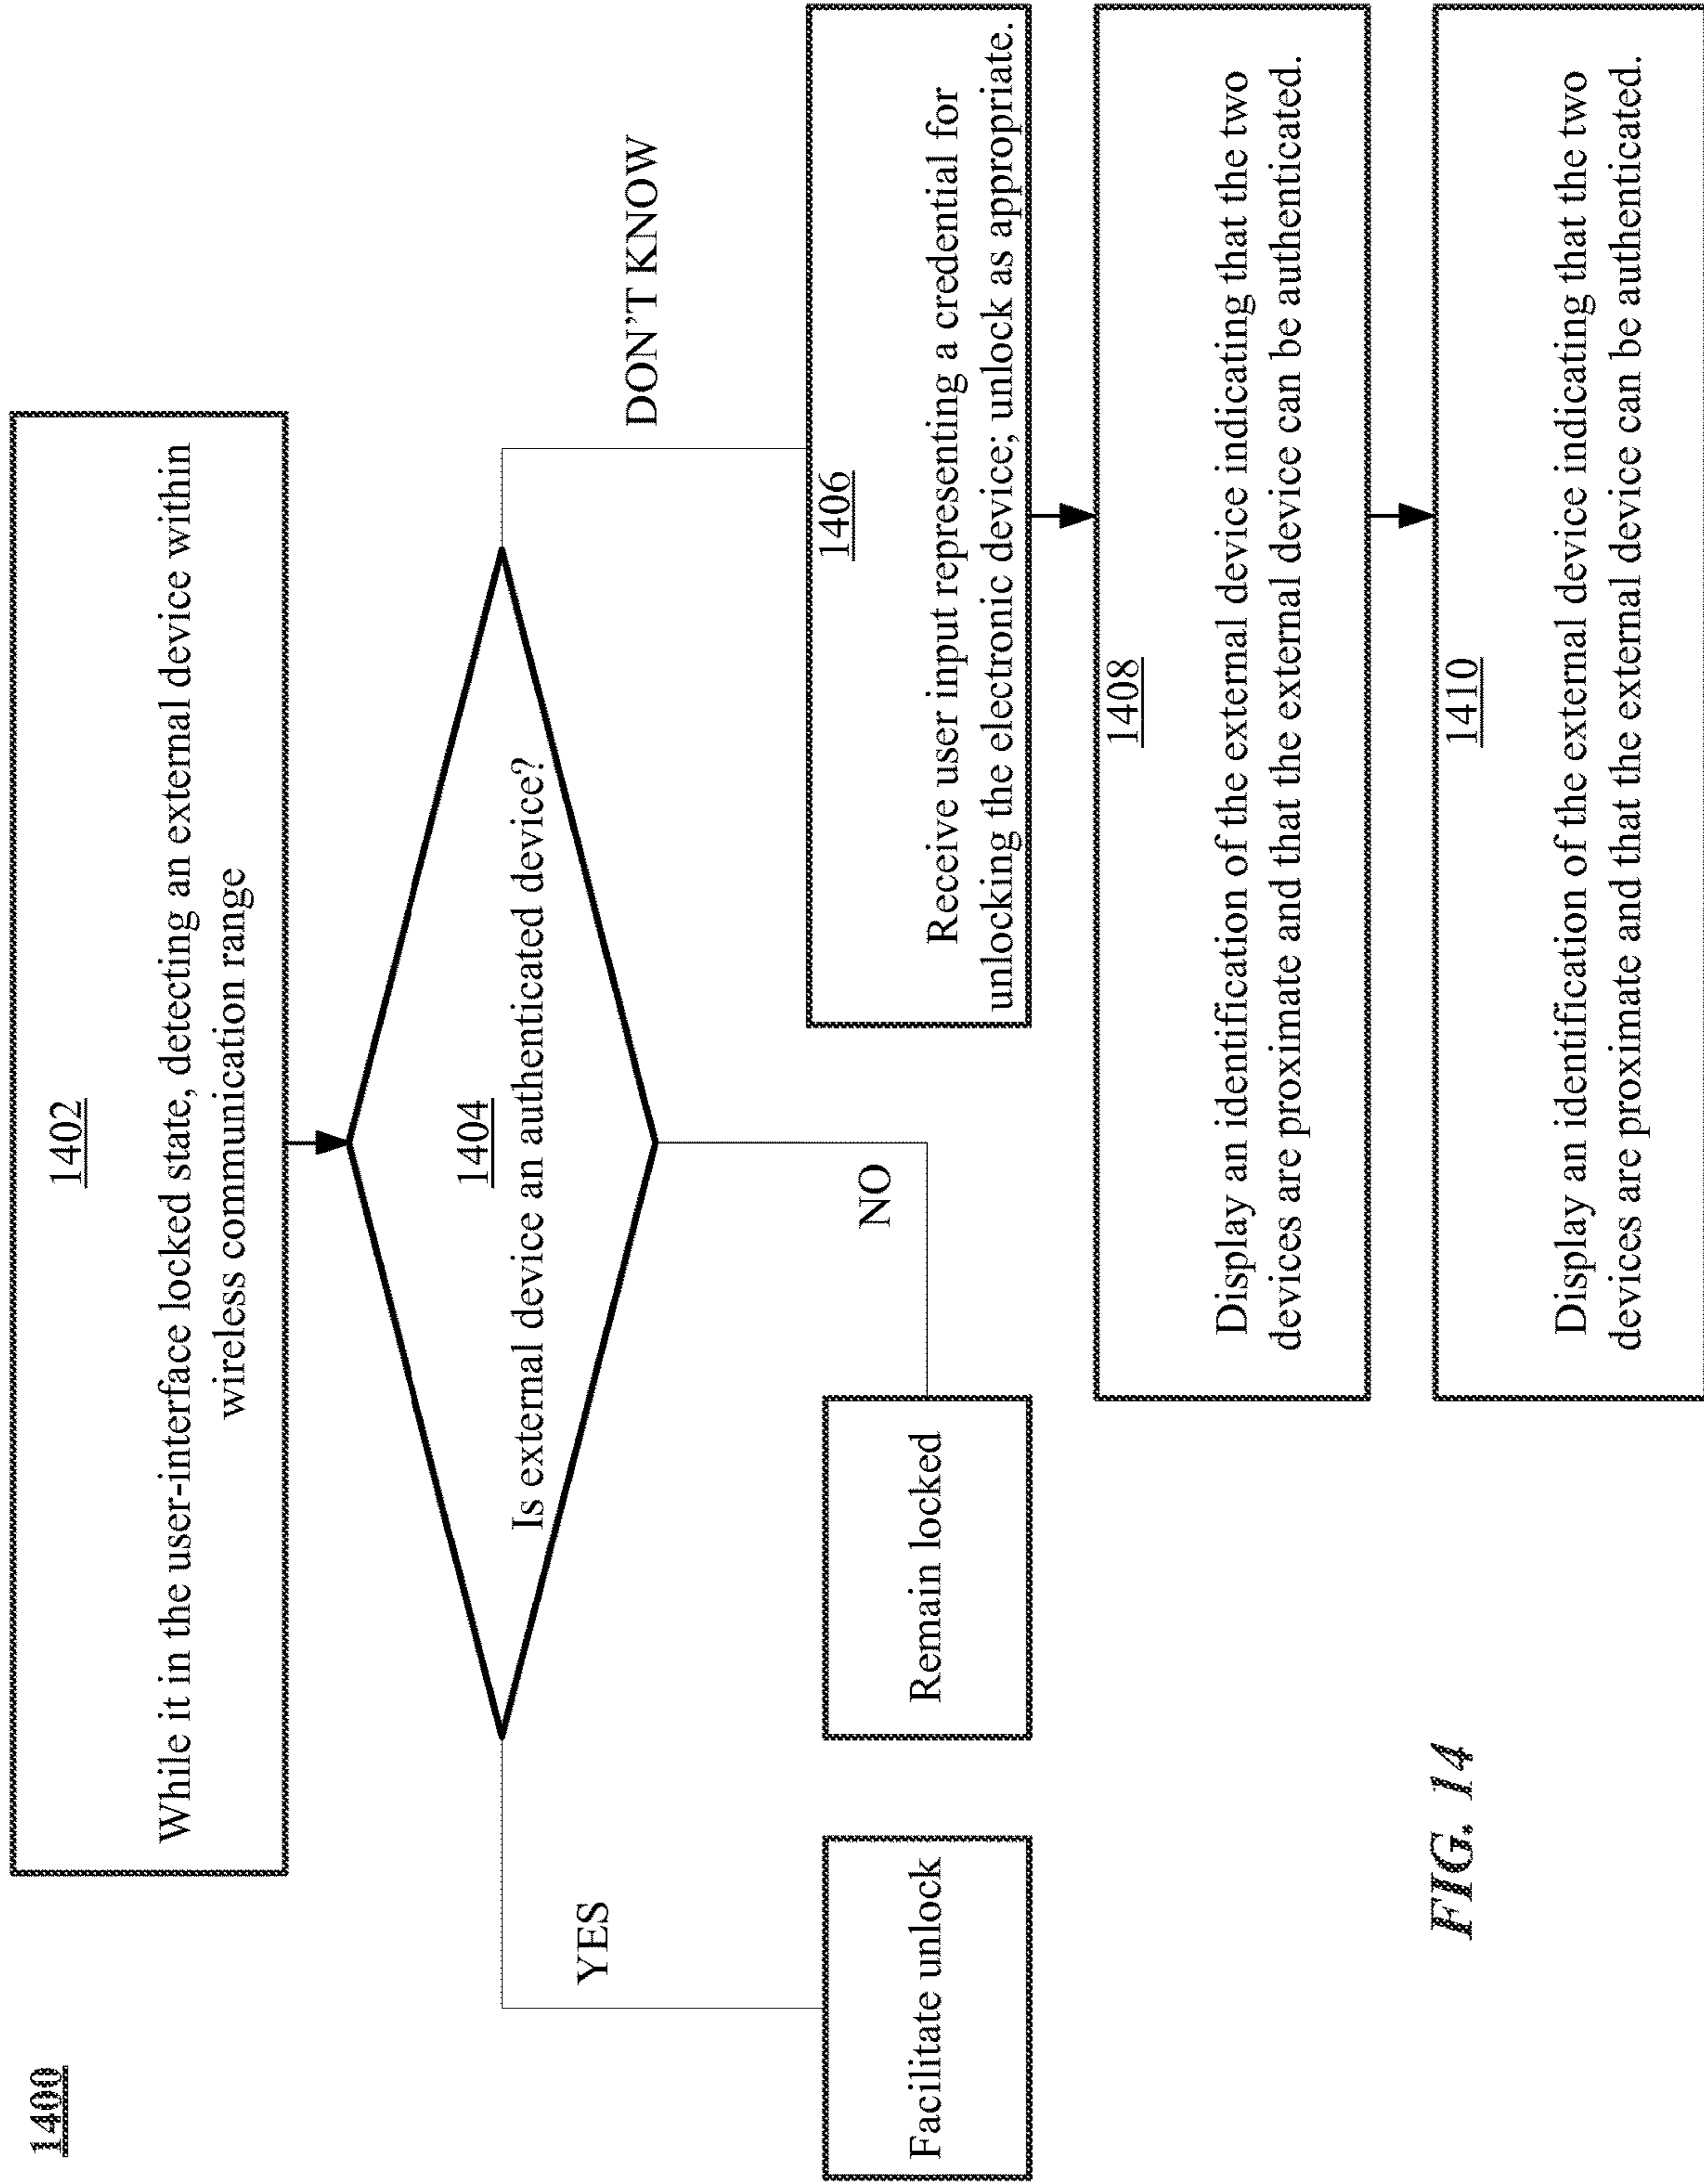 1400
1402
While it in the user-interface locked state, detecting an external device within
wireless communication range
1404
Is external device an authenticated device?
YES
NO
DON'T KNOW
Facilitate unlock
Remain locked
1406
Receive user input representing a credential for
unlocking the electronic device; unlock as appropriate.
1408
Display an identification of the external device indicating that the two
devices are proximate and that the external device can be authenticated.
1410
Display an identification of the external device indicating that the two
devices are proximate and that the external device can be authenticated.
FIG. 14